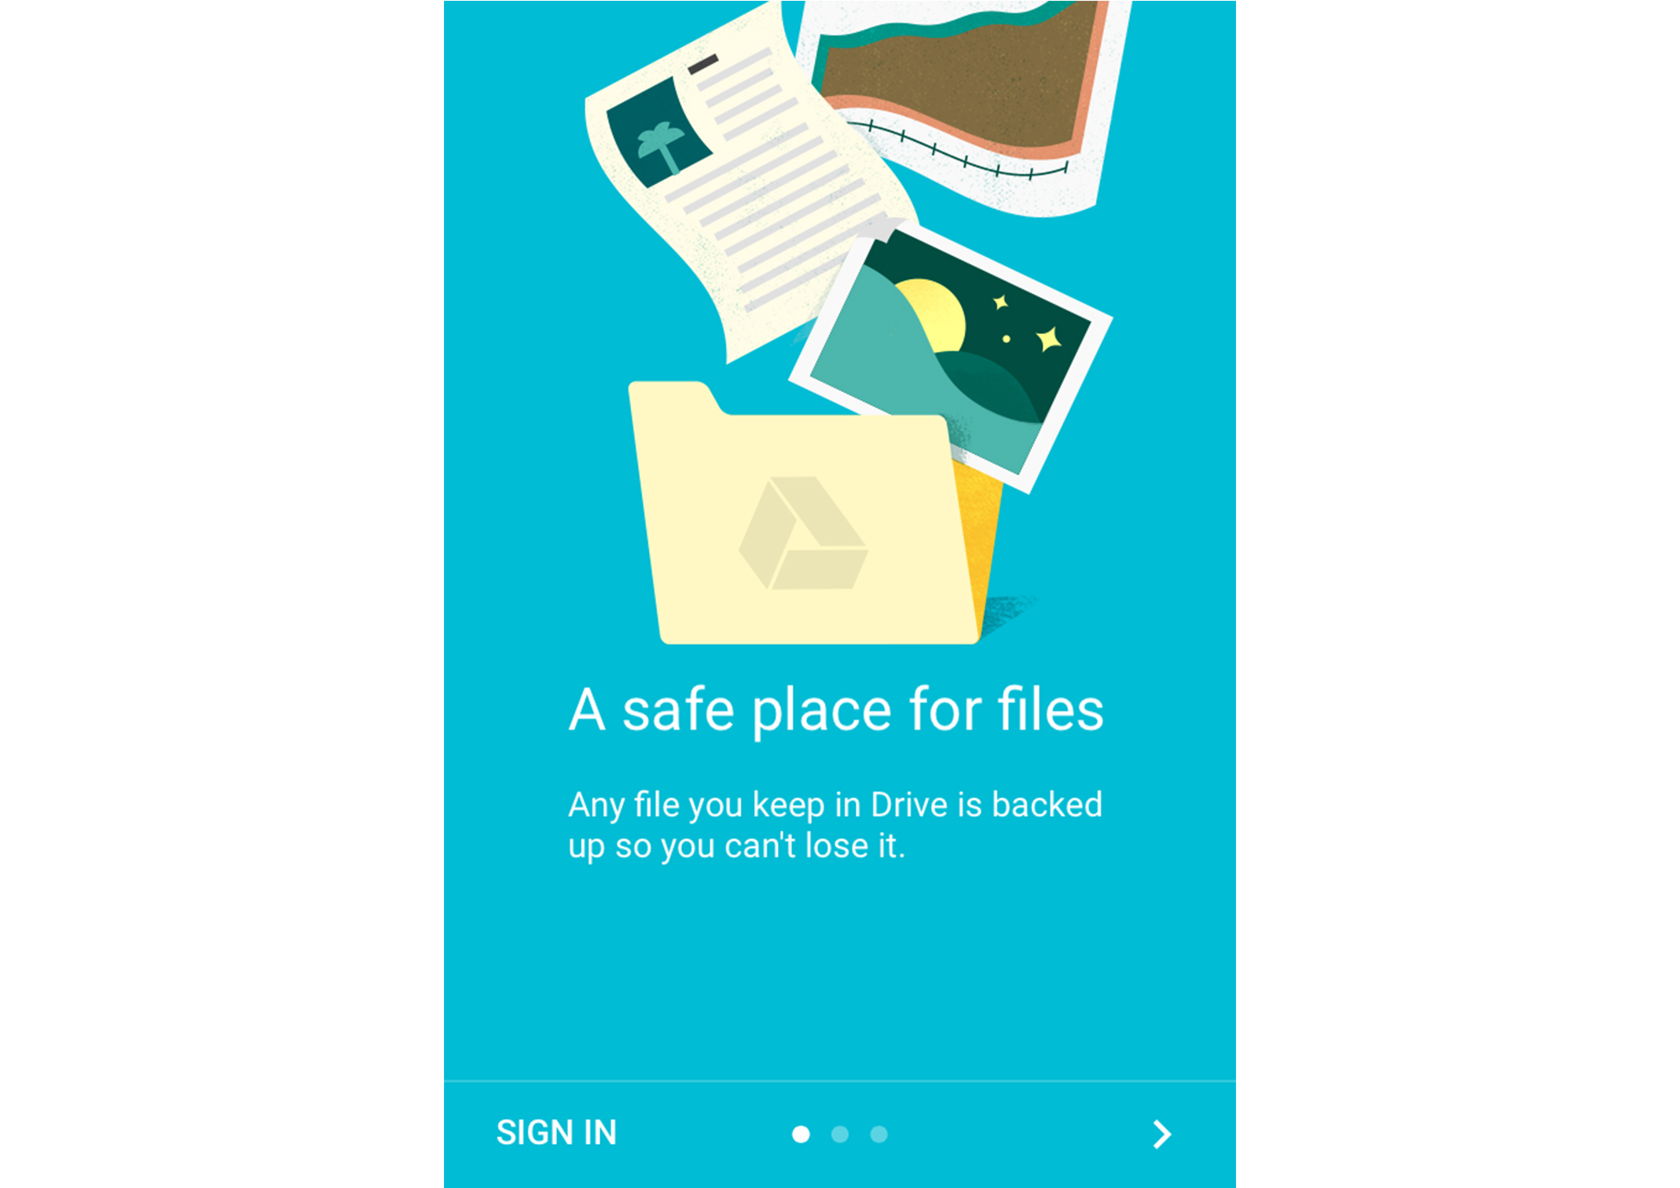 A safe place for files
Any file you keep in Drive is backed
up so you can't lose it.
SIGN IN